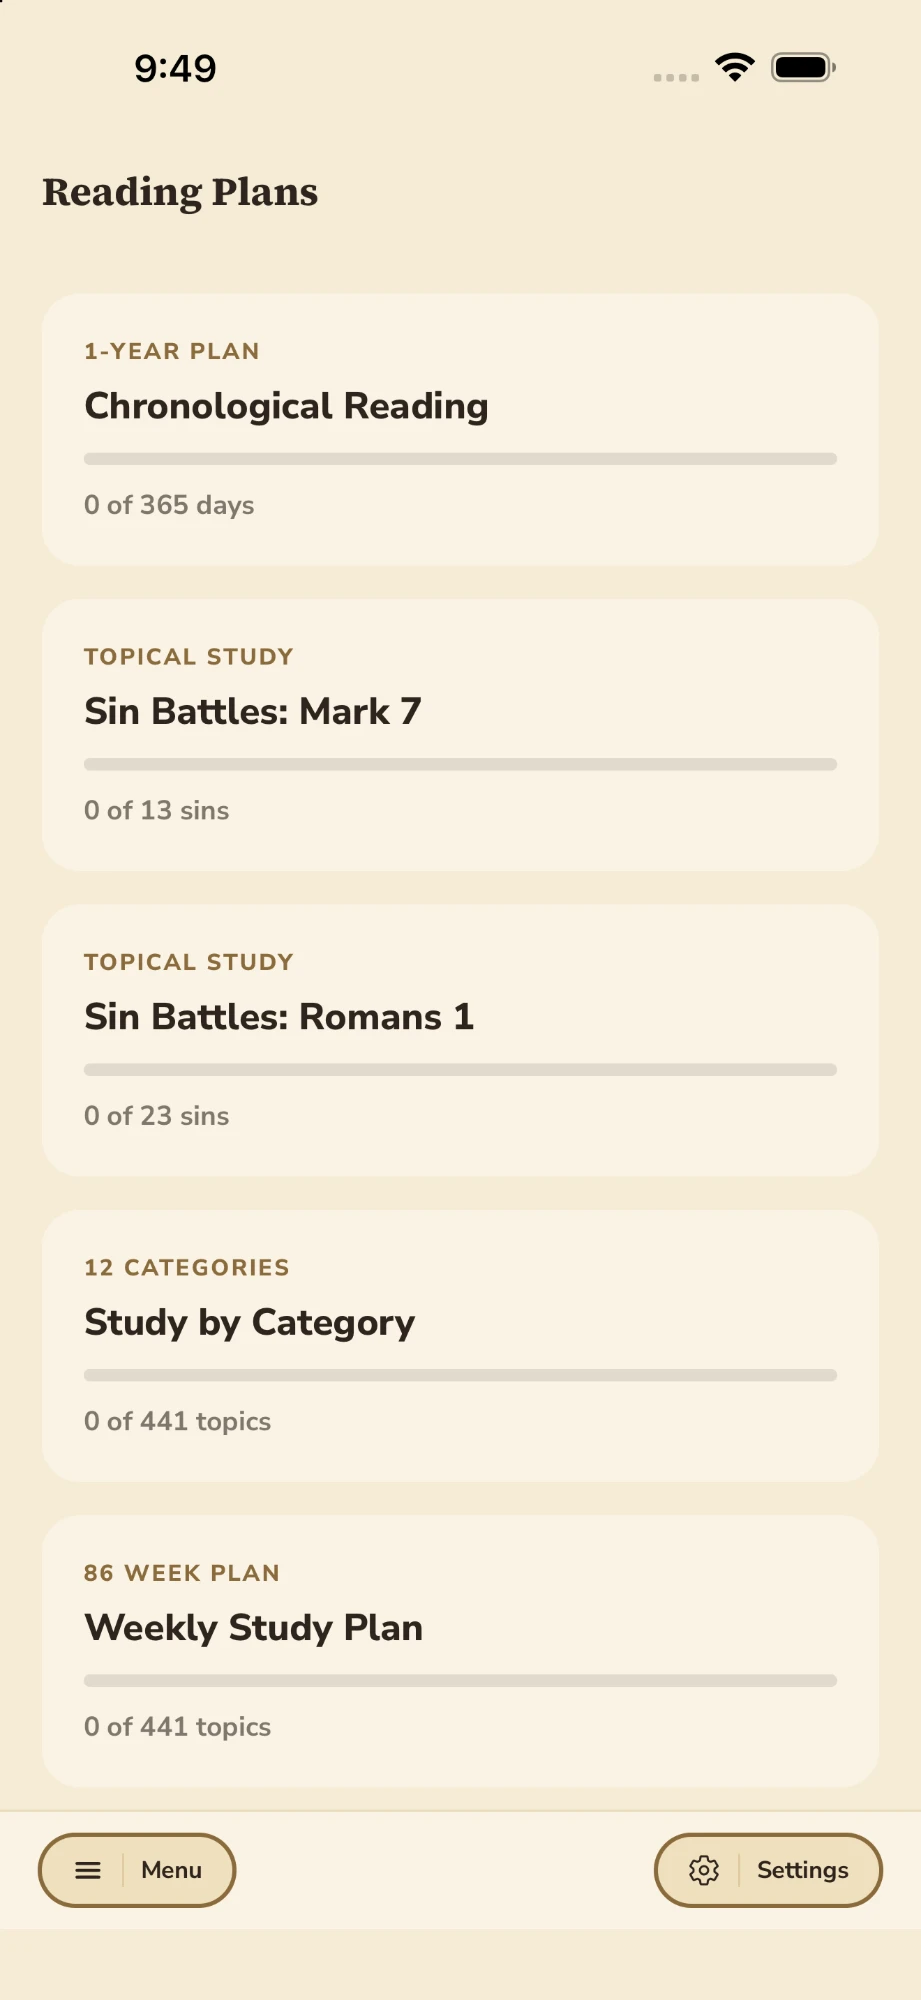 9:49
Reading Plans
1-YEAR PLAN
Chronological Reading
0 of 365 days
TOPICAL STUDY
Sin Battles: Mark 7
0 of 13 sins
TOPICAL STUDY
Sin Battles: Romans 1
0 of 23 sins
12 CATEGORIES
Study by Category
0 of 441 topics
86 WEEK PLAN
Weekly Study Plan
0 of 441 topics
Menu
Settings